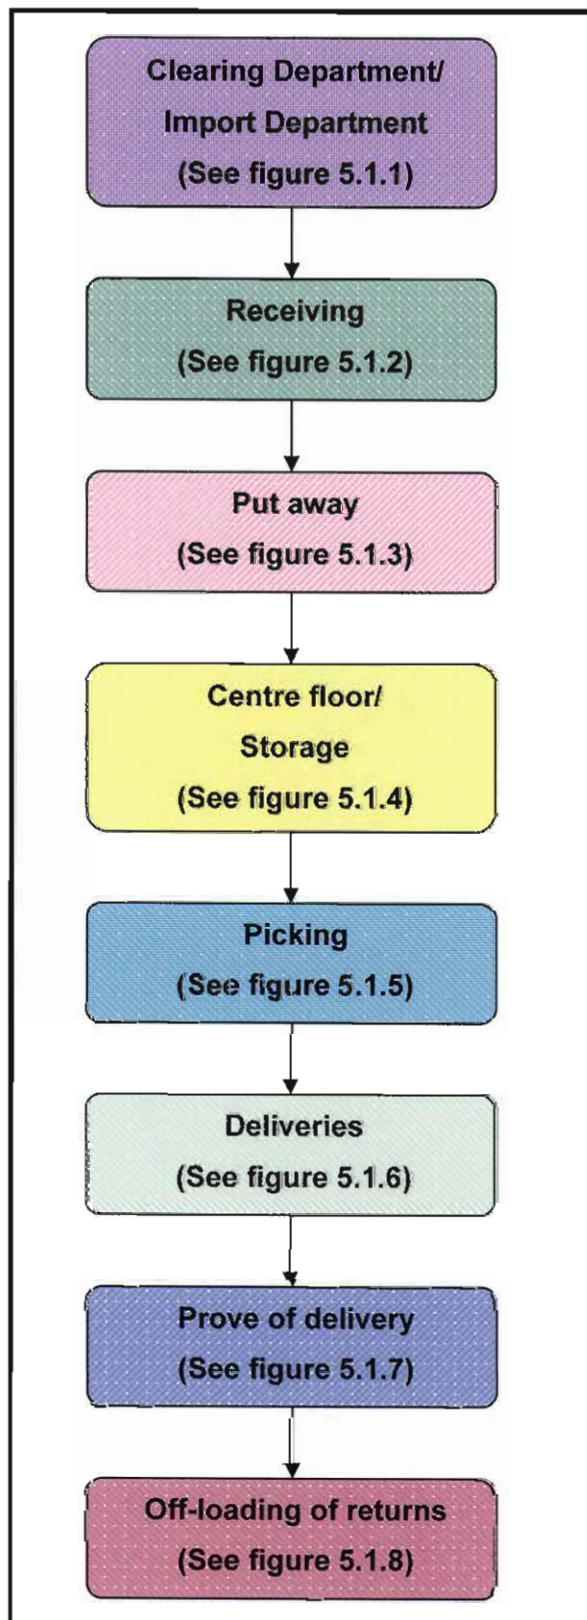 Clearing Department/
Import Department
(See figure 5.1.1)
Receiving
(See figure 5.1.2)
Put away
(See figure 5.1.3)
Centre floor/
Storage
(See figure 5.1.4)
Picking
(See figure 5.1.5)
Deliveries
(See figure 5.1.6)
Prove of delivery
(See figure 5.1.7)
Off-loading of returns
(See figure 5.1.8)